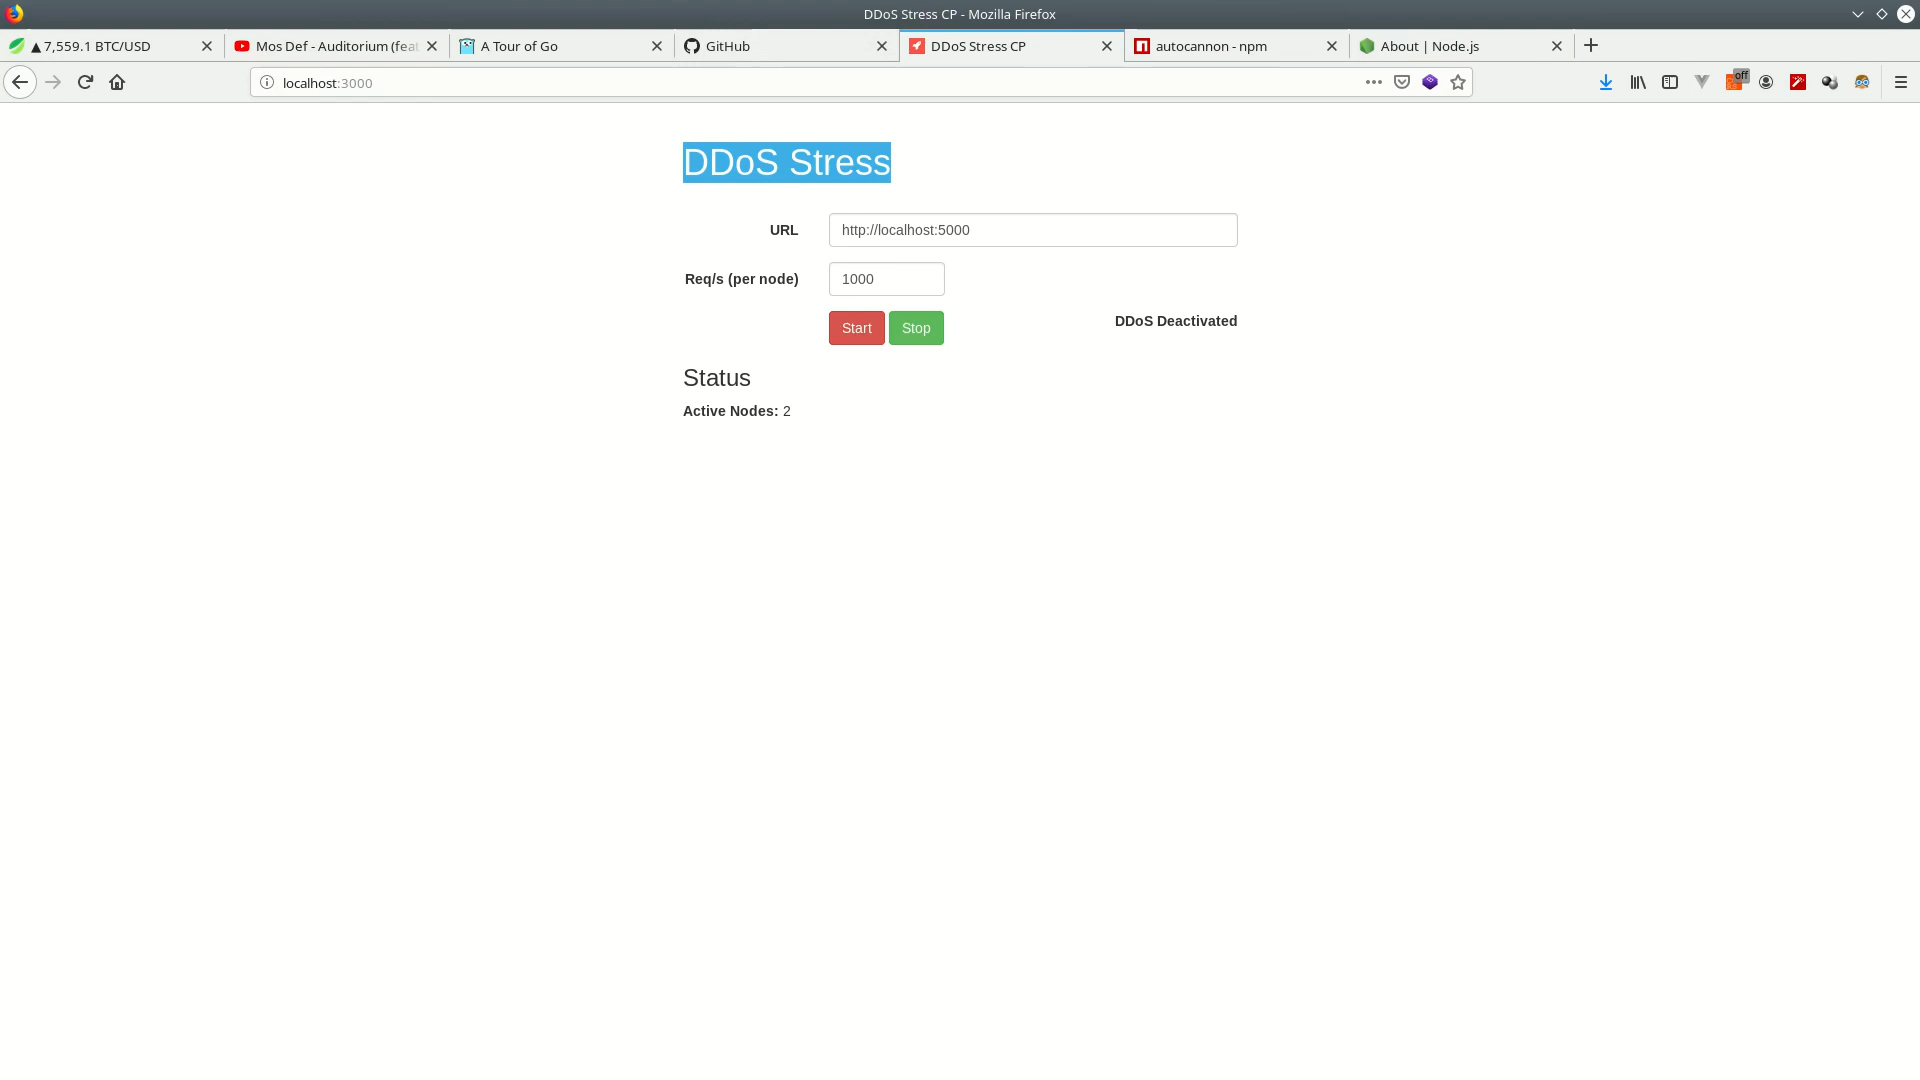 DDoS Stress CP - Mozilla Firefox
▲ 7,559.1 BTC/USD
Mos Def - Auditorium (feat
A Tour of Go
GitHub
DDoS Stress CP
autocannon - npm
About | Node.js
localhost:3000
off
DDoS Stress
URL http://localhost:5000
Req/s (per node) 1000
Start Stop DDoS Deactivated
Status
Active Nodes: 2